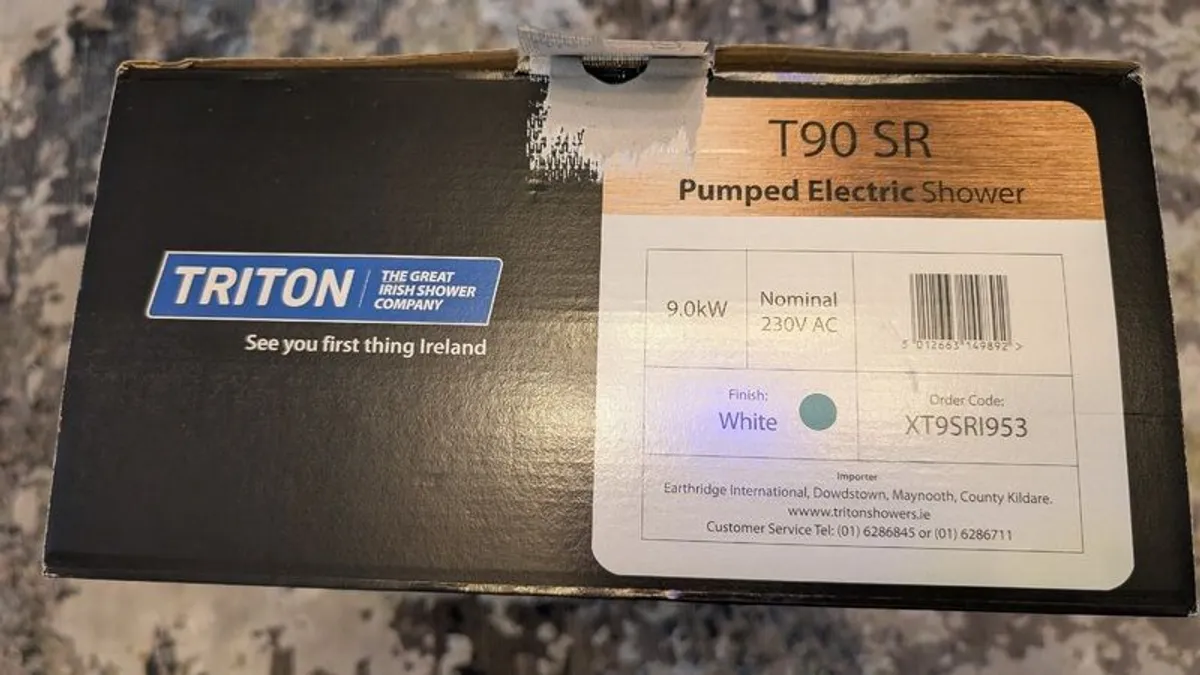 T90 SR
Pumped Electric Shower
TRITON
THE GREAT
IRISH SHOWER
COMPANY
See you first thing Ireland
9.0kW
Nominal
230V AC
5 012663 149892 >
Finish:
White
Order Code:
XT9SRI953
Importer
Earthridge International, Dowdstown, Maynooth, County Kildare.
wwww.tritonshowers.ie
Customer Service Tel: (01) 6286845 or (01) 6286711